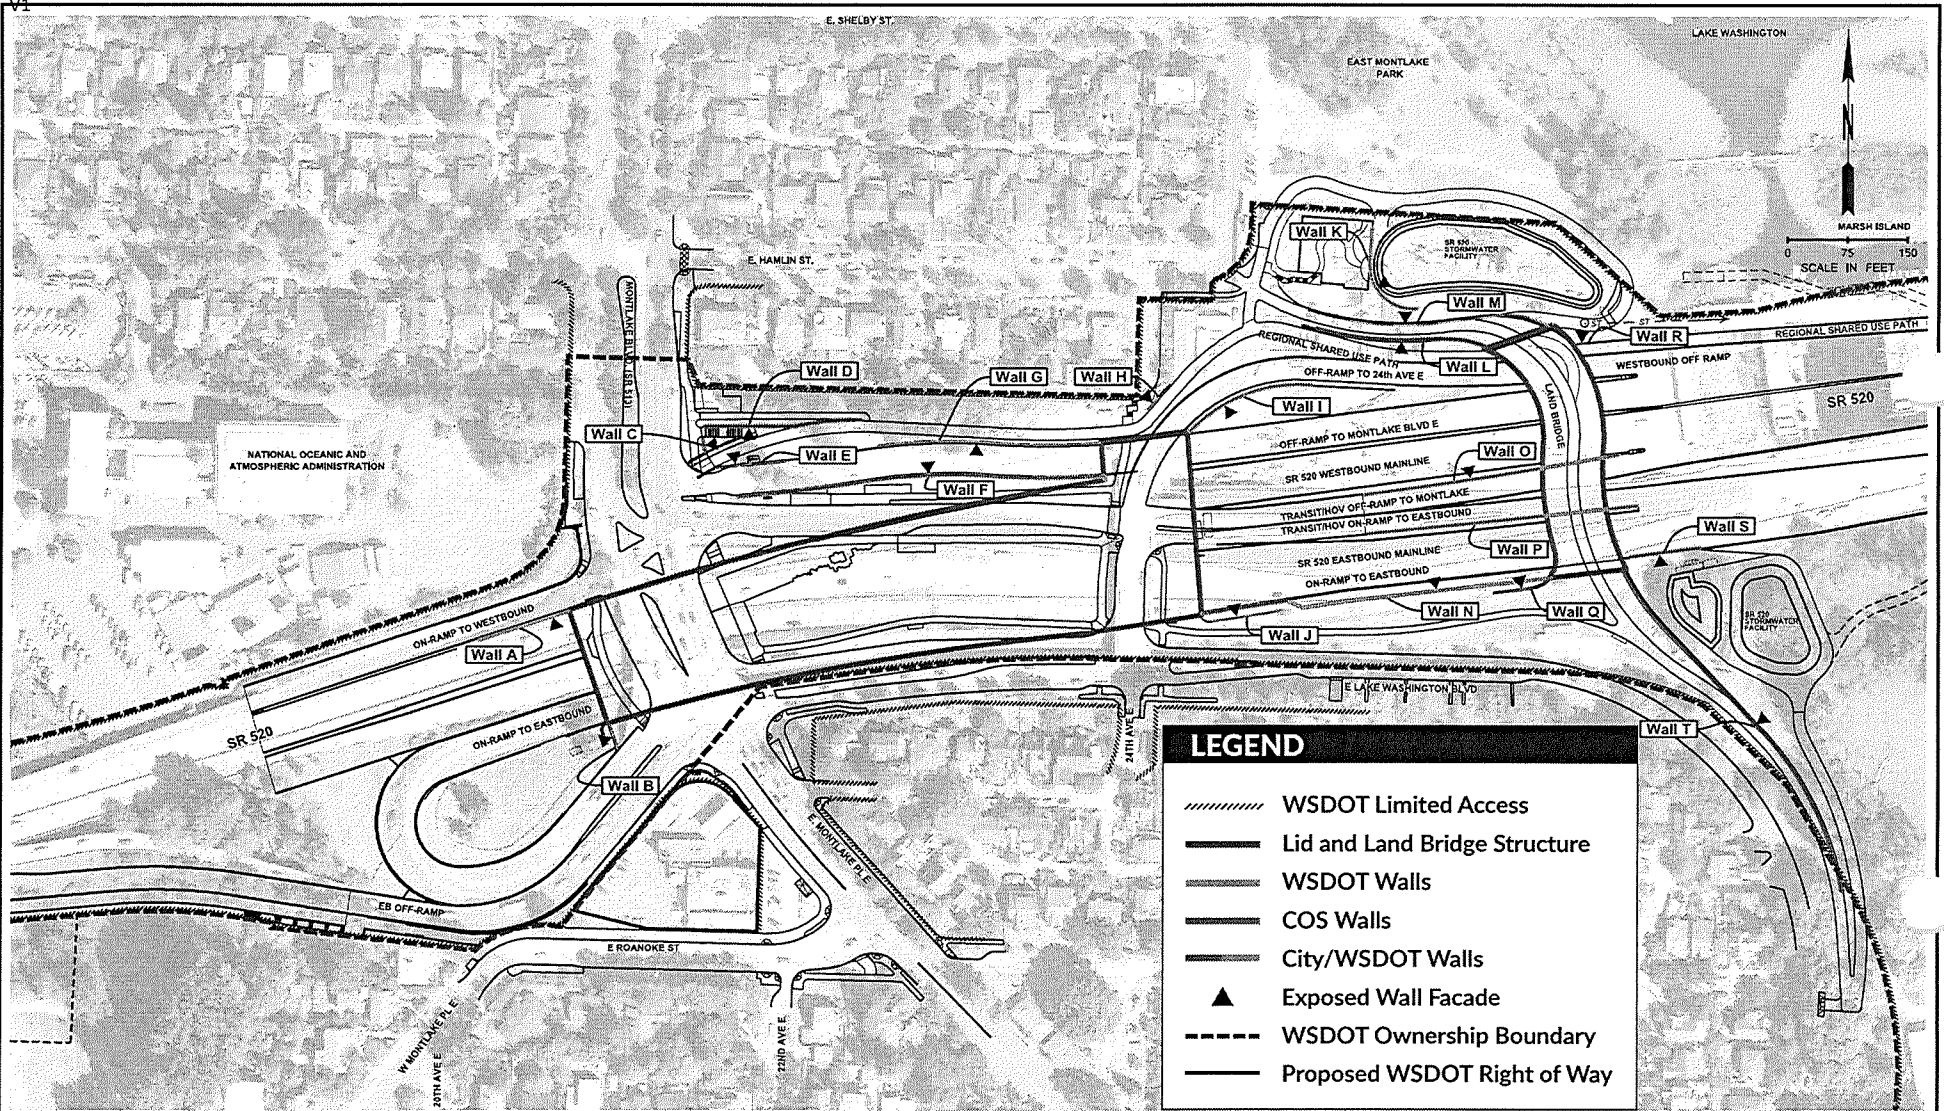 V1
E. SHELBY ST.
LAKE WASHINGTON
EAST MONTLAKE
PARK
N
MARSH ISLAND
0 75 150
SCALE IN FEET
Wall K
SR 520
STORMWATER
FACILITY
E. HAMLIN ST.
MONTLAKE BLVD. (SR 513)
Wall M
ST ST
Wall R
REGIONAL SHARED USE PATH
REGIONAL SHARED USE PATH
WESTBOUND OFF RAMP
Wall L
OFF-RAMP TO 24th AVE E
Wall D
Wall G
Wall H
Wall I
LAND BRIDGE
SR 520
Wall C
Wall E
OFF-RAMP TO MONTLAKE BLVD E
NATIONAL OCEANIC AND
ATMOSPHERIC ADMINISTRATION
Wall O
SR 520 WESTBOUND MAINLINE
Wall F
TRANSIT/HOV OFF-RAMP TO MONTLAKE
TRANSIT/HOV ON-RAMP TO EASTBOUND
Wall S
Wall P
SR 520 EASTBOUND MAINLINE
ON-RAMP TO EASTBOUND
ON-RAMP TO WESTBOUND
Wall N
Wall Q
SR 520
STORMWATER
FACILITY
Wall J
Wall A
E LAKE WASHINGTON BLVD
ON-RAMP TO EASTBOUND
SR 520
24TH AVE E
Wall T
Wall B
E. MONTLAKE PL E
EB OFF-RAMP
E ROANOKE ST
W MONTLAKE PL E
20TH AVE E
22ND AVE E
LEGEND
WSDOT Limited Access
Lid and Land Bridge Structure
WSDOT Walls
COS Walls
City/WSDOT Walls
Exposed Wall Facade
WSDOT Ownership Boundary
Proposed WSDOT Right of Way